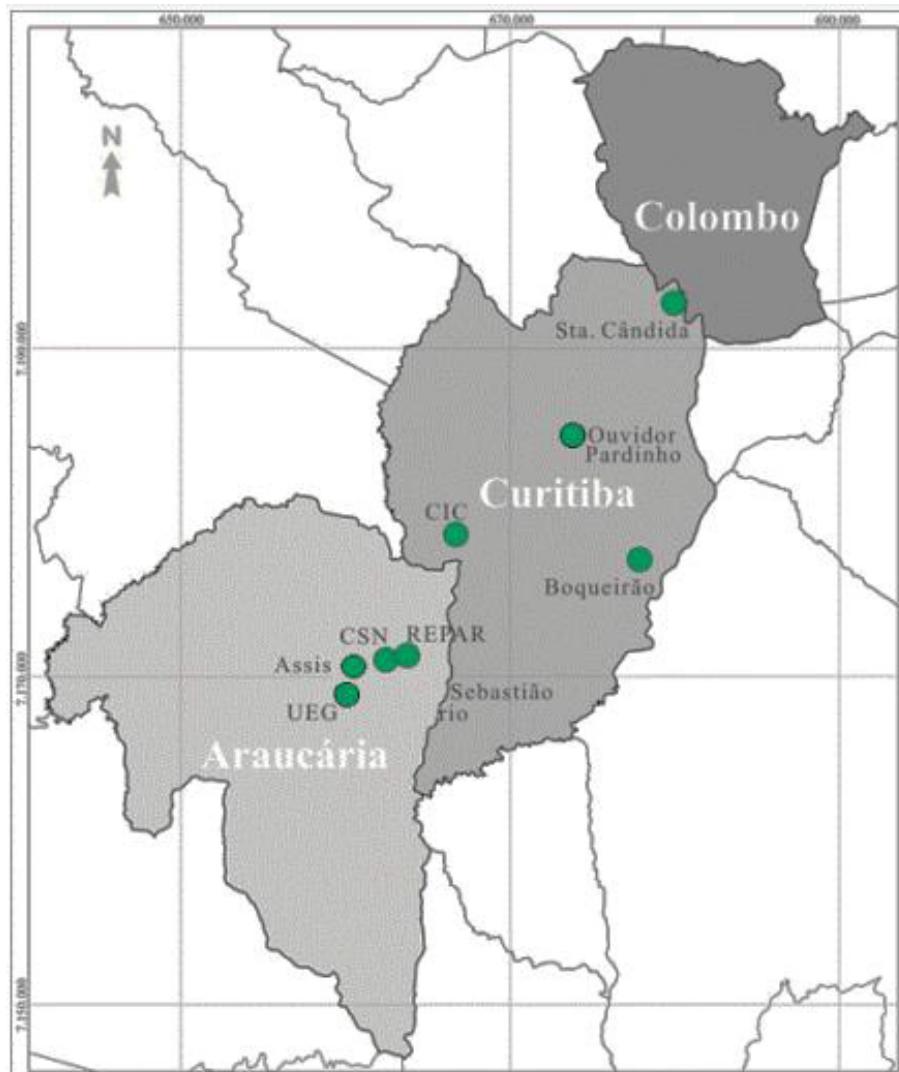 650.000 670.000 690.000
N
Colombo
Sta. Cândida
7.190.000
Ouvidor
Pardinho
Curitiba
CIC
Boqueirão
CSN REPAR
Assis
7.170.000
Sebastião
UEG
rio
Araucária
7.150.000